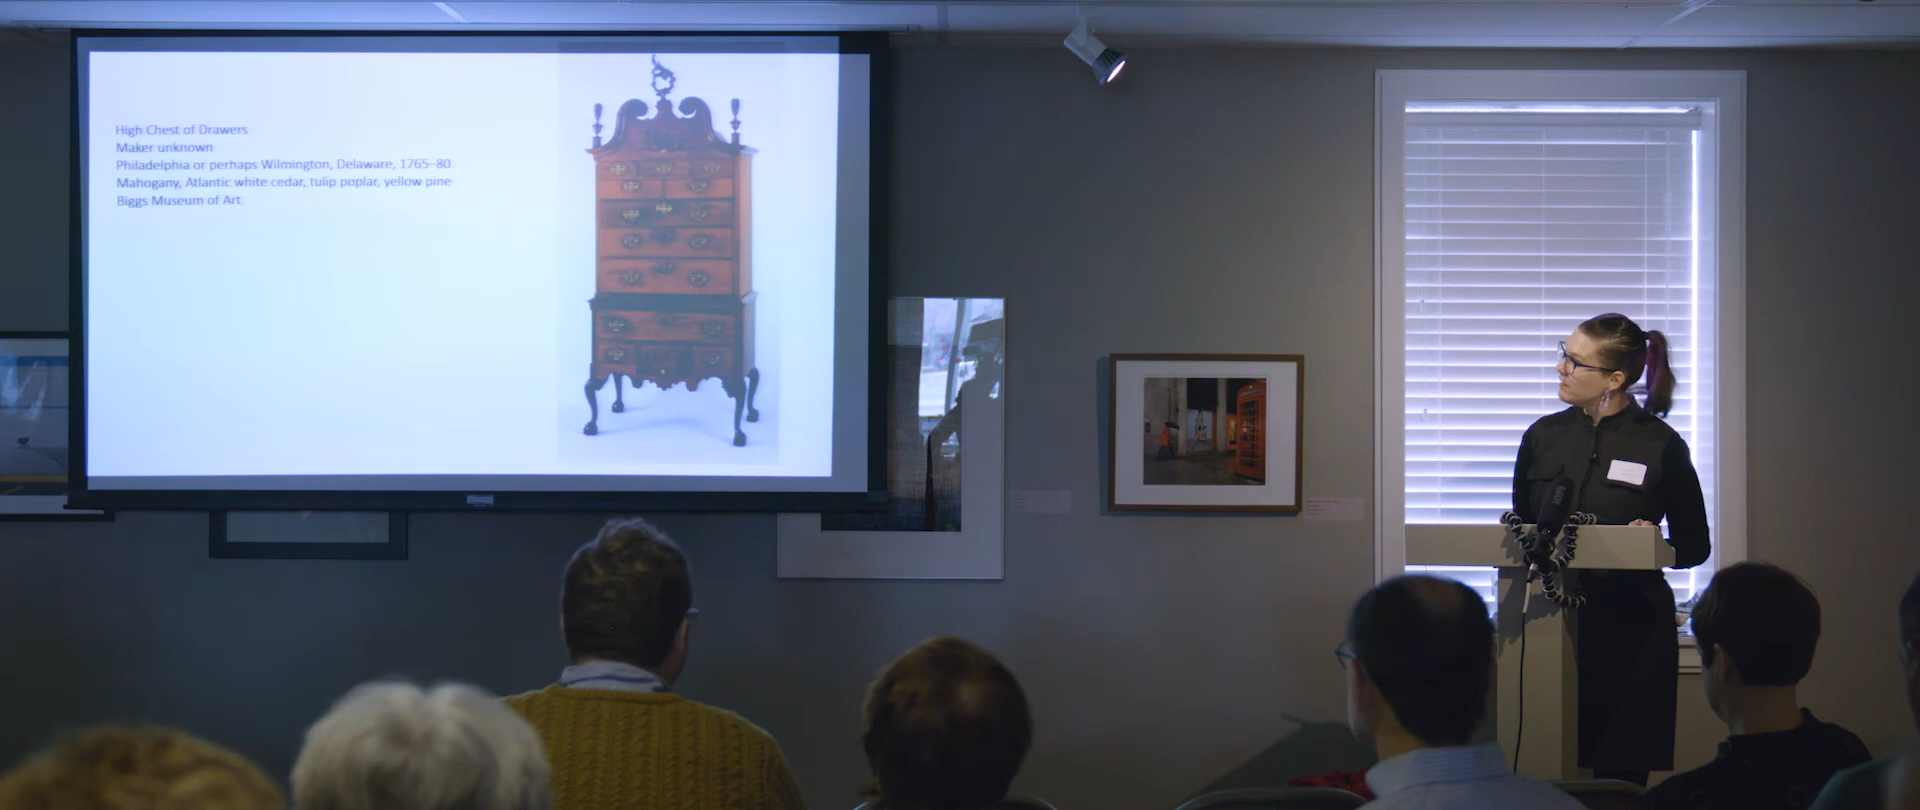 High Chest of Drawers
Maker unknown
Philadelphia or perhaps Wilmington, Delaware, 1765–80
Mahogany, Atlantic white cedar, tulip poplar, yellow pine
Biggs Museum of Art
RØDE